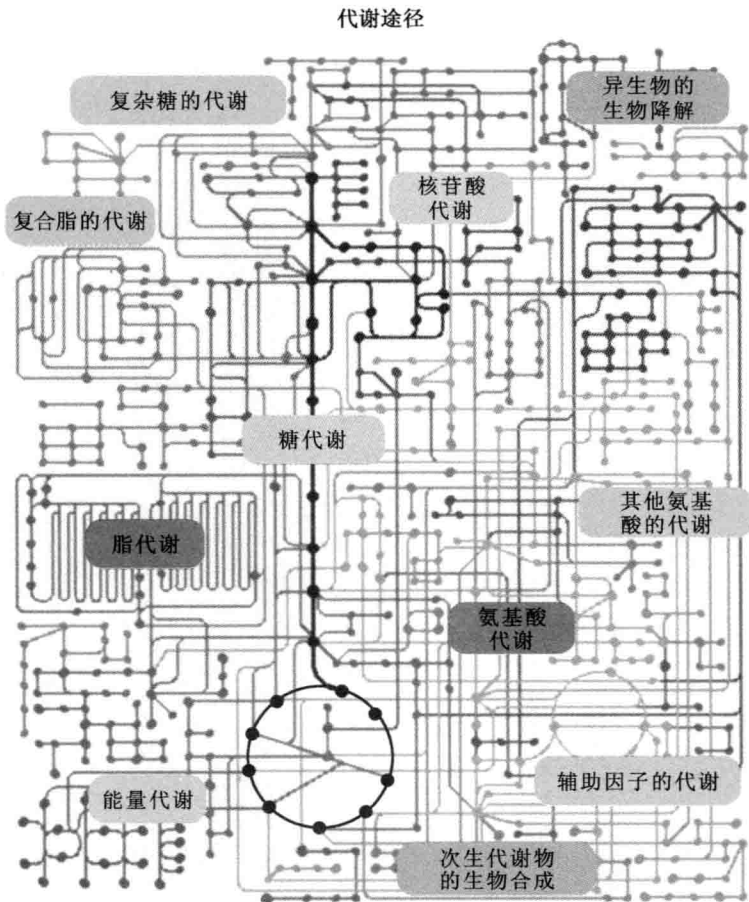 代谢途径
复杂糖的代谢
异生物的
生物降解
核苷酸
代谢
复合脂的代谢
糖代谢
其他氨基
酸的代谢
脂代谢
氨基酸
代谢
能量代谢
辅助因子的代谢
次生代谢物
的生物合成